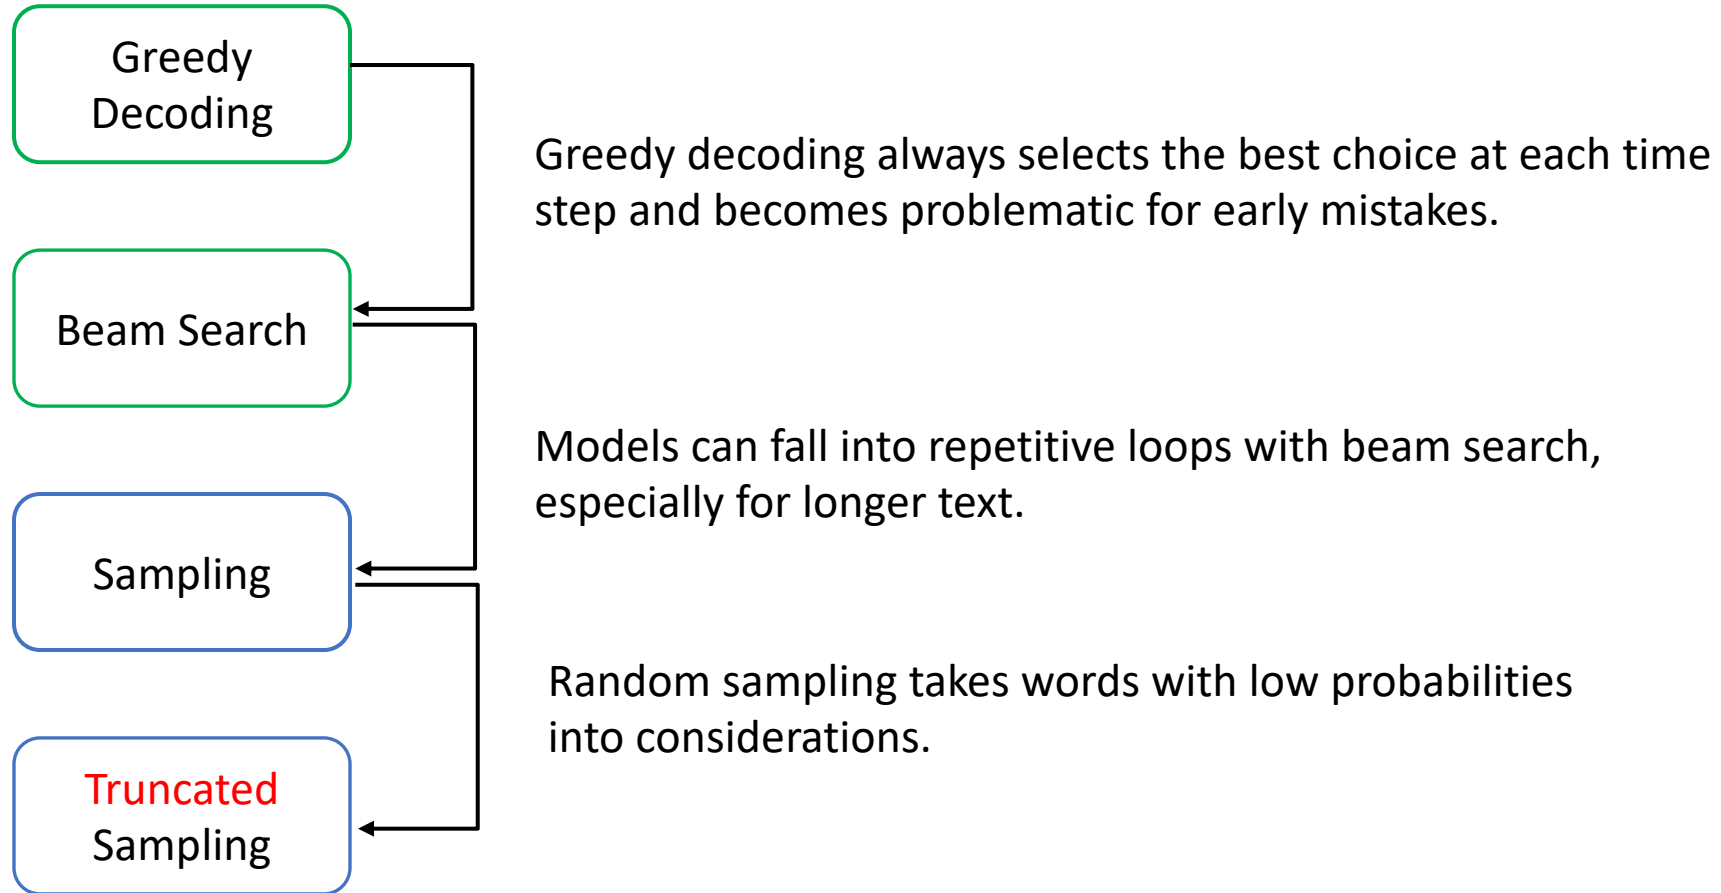 Greedy
Decoding
Greedy decoding always selects the best choice at each time
step and becomes problematic for early mistakes.
Beam Search
Models can fall into repetitive loops with beam search,
especially for longer text.
Sampling
Random sampling takes words with low probabilities
into considerations.
Truncated
Sampling